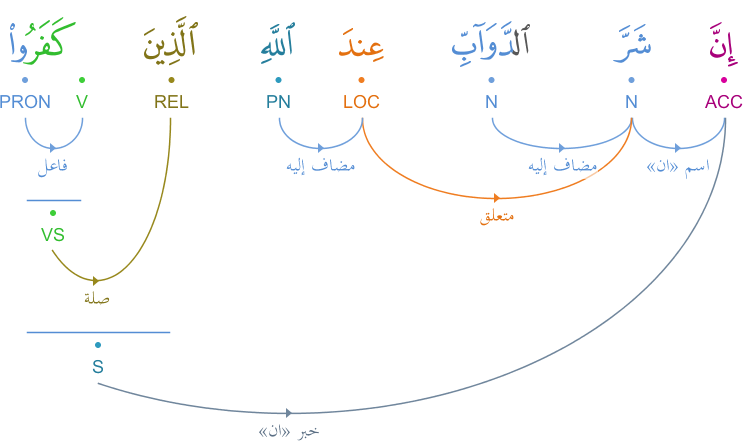 إِنَّ شَرَّ ٱلدَّوَآبِّ عِندَ ٱللَّهِ ٱلَّذِينَ كَفَرُوا۟
ACC N N LOC PN REL V PRON
اسم «ان» مضاف إليه مضاف إليه فاعل
متعلق
VS
صلة
S
خبر «ان»